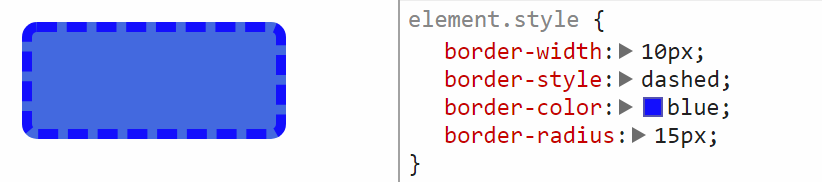 element.style {
border-width: 10px;
border-style: dashed;
border-color: blue;
border-radius: 15px;
}